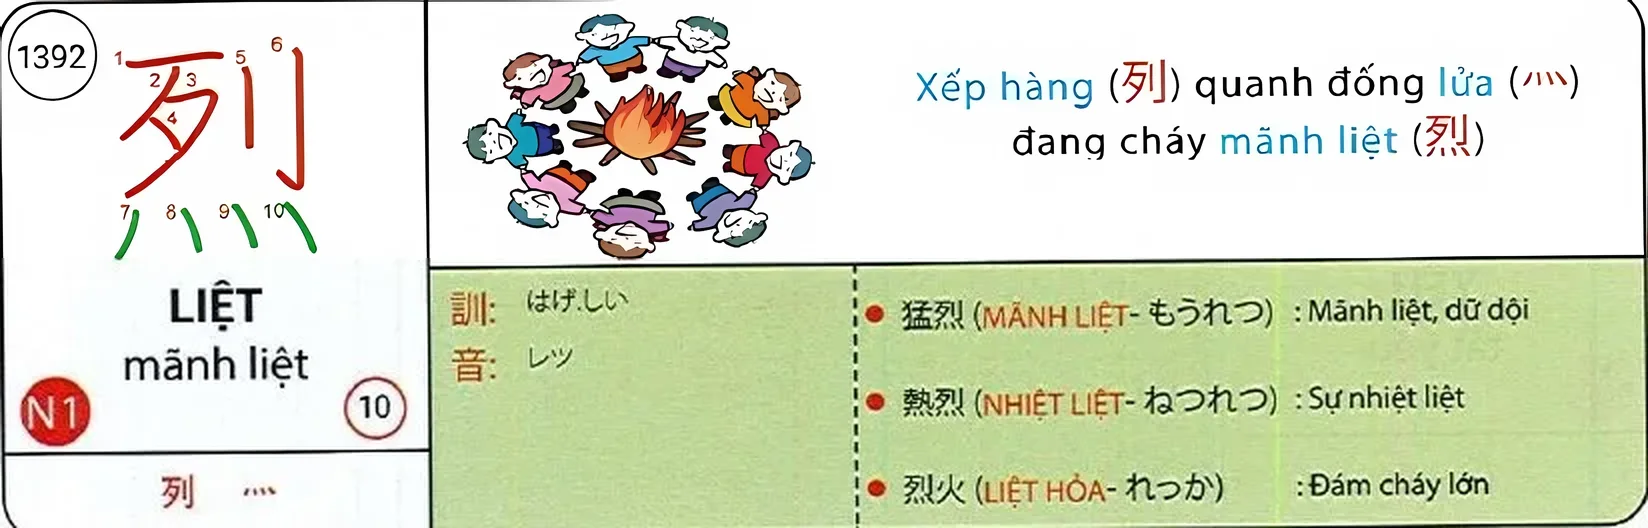 1392
1 2 3 4 5 6
烈
7 8 9 10
LIỆT
mãnh liệt
N1
10
列 灬
Xếp hàng (列) quanh đống lửa (灬)
đang cháy mãnh liệt (烈)
訓: はげ.しい
音: レツ
● 猛烈 (MÃNH LIỆT- もうれつ) : Mãnh liệt, dữ dội
● 熱烈 (NHIỆT LIỆT- ねつれつ) : Sự nhiệt liệt
● 烈火 (LIỆT HỎA- れっか) : Đám cháy lớn